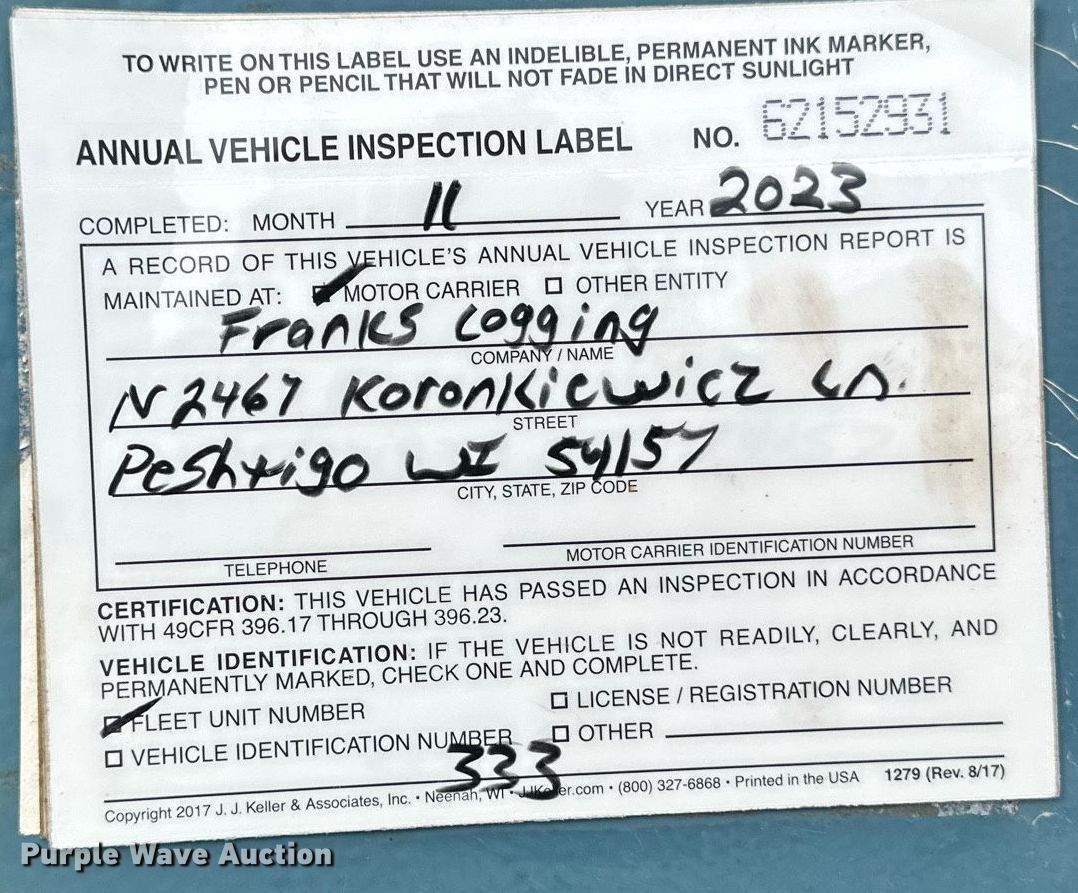 TO WRITE ON THIS LABEL USE AN INDELIBLE, PERMANENT INK MARKER,
PEN OR PENCIL THAT WILL NOT FADE IN DIRECT SUNLIGHT
ANNUAL VEHICLE INSPECTION LABEL NO. 62152931
COMPLETED: MONTH 11 YEAR 2023
A RECORD OF THIS VEHICLE'S ANNUAL VEHICLE INSPECTION REPORT IS
MAINTAINED AT: MOTOR CARRIER OTHER ENTITY
Franks Logging
COMPANY / NAME
N2467 Koronkiewicz Ln.
STREET
Peshtigo WI 54157
CITY, STATE, ZIP CODE
TELEPHONE MOTOR CARRIER IDENTIFICATION NUMBER
CERTIFICATION: THIS VEHICLE HAS PASSED AN INSPECTION IN ACCORDANCE
WITH 49CFR 396.17 THROUGH 396.23.
VEHICLE IDENTIFICATION: IF THE VEHICLE IS NOT READILY, CLEARLY, AND
PERMANENTLY MARKED, CHECK ONE AND COMPLETE.
FLEET UNIT NUMBER LICENSE / REGISTRATION NUMBER
VEHICLE IDENTIFICATION NUMBER OTHER
333
Copyright 2017 J. J. Keller & Associates, Inc. • Neenah, WI • JJKeller.com • (800) 327-6868 • Printed in the USA 1279 (Rev. 8/17)
Purple Wave Auction